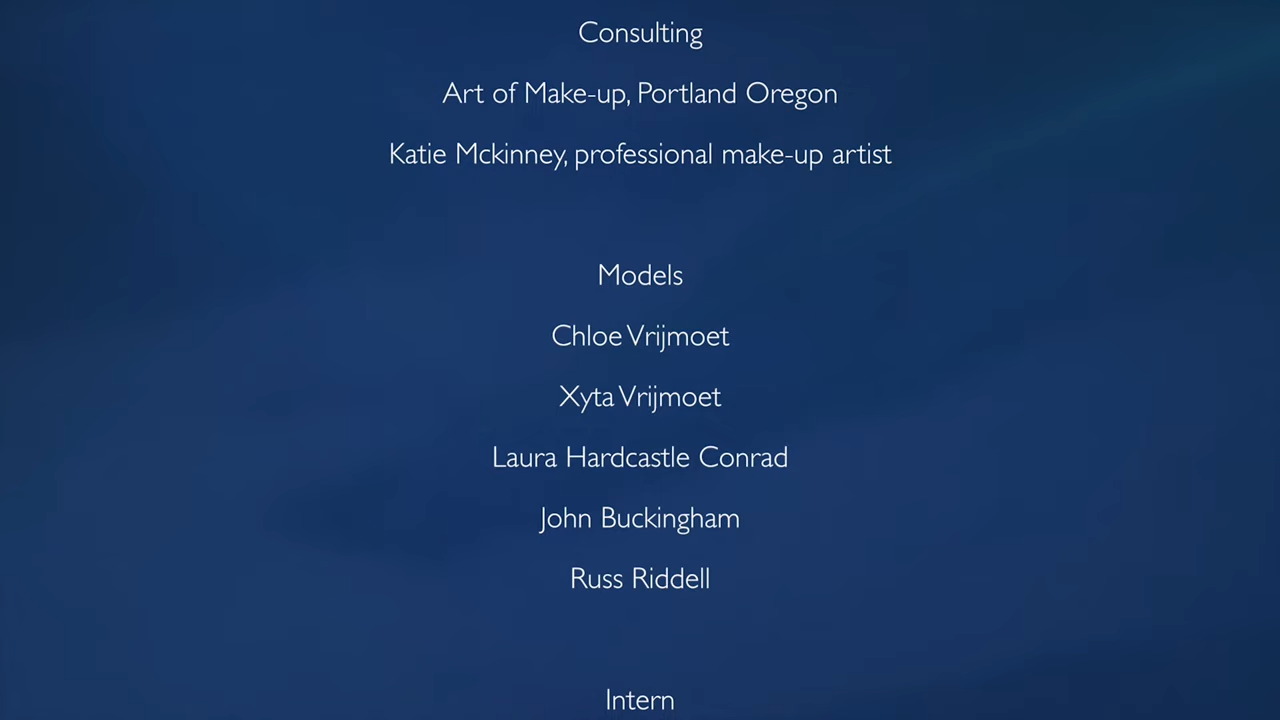 Consulting
Art of Make-up, Portland Oregon
Katie Mckinney, professional make-up artist
Models
Chloe Vrijmoet
Xyta Vrijmoet
Laura Hardcastle Conrad
John Buckingham
Russ Riddell
Intern